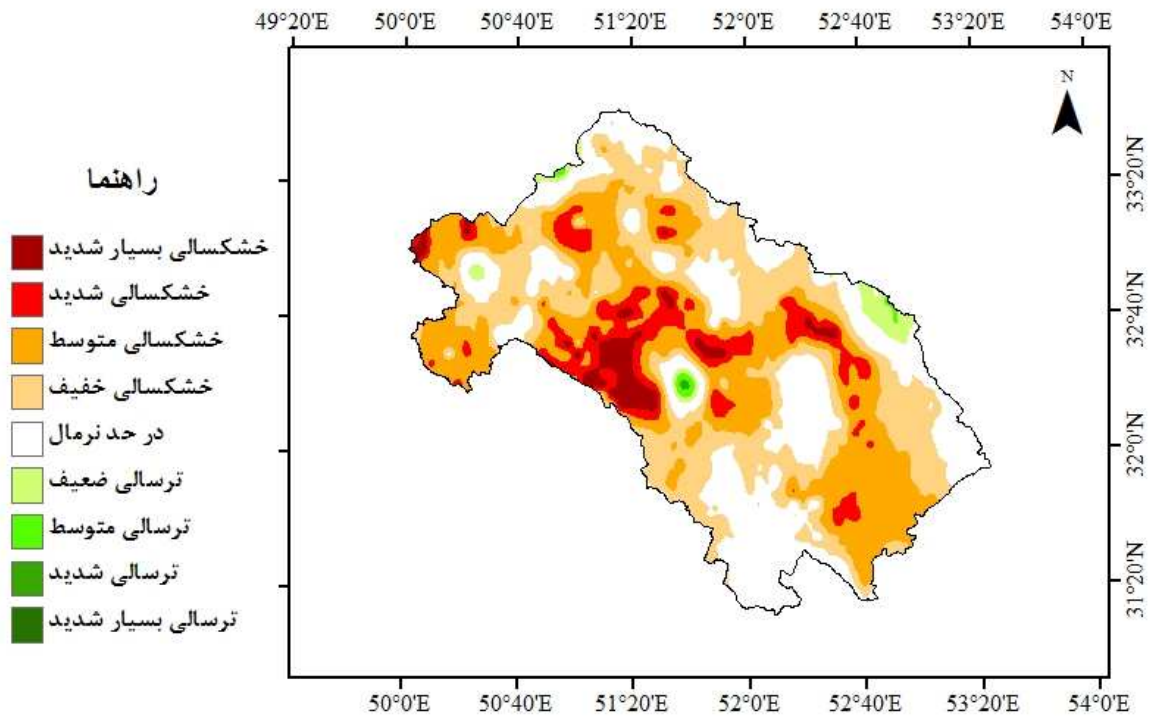 49°20'E 50°0'E 50°40'E 51°20'E 52°0'E 52°40'E 53°20'E 54°0'E
N
راهنما
خشکسالی بسیار شدید
خشکسالی شدید
خشکسالی متوسط
خشکسالی خفیف
در حد نرمال
ترسالی ضعیف
ترسالی متوسط
ترسالی شدید
ترسالی بسیار شدید
33°20'N
32°40'N
32°0'N
31°20'N
50°0'E 50°40'E 51°20'E 52°0'E 52°40'E 53°20'E 54°0'E